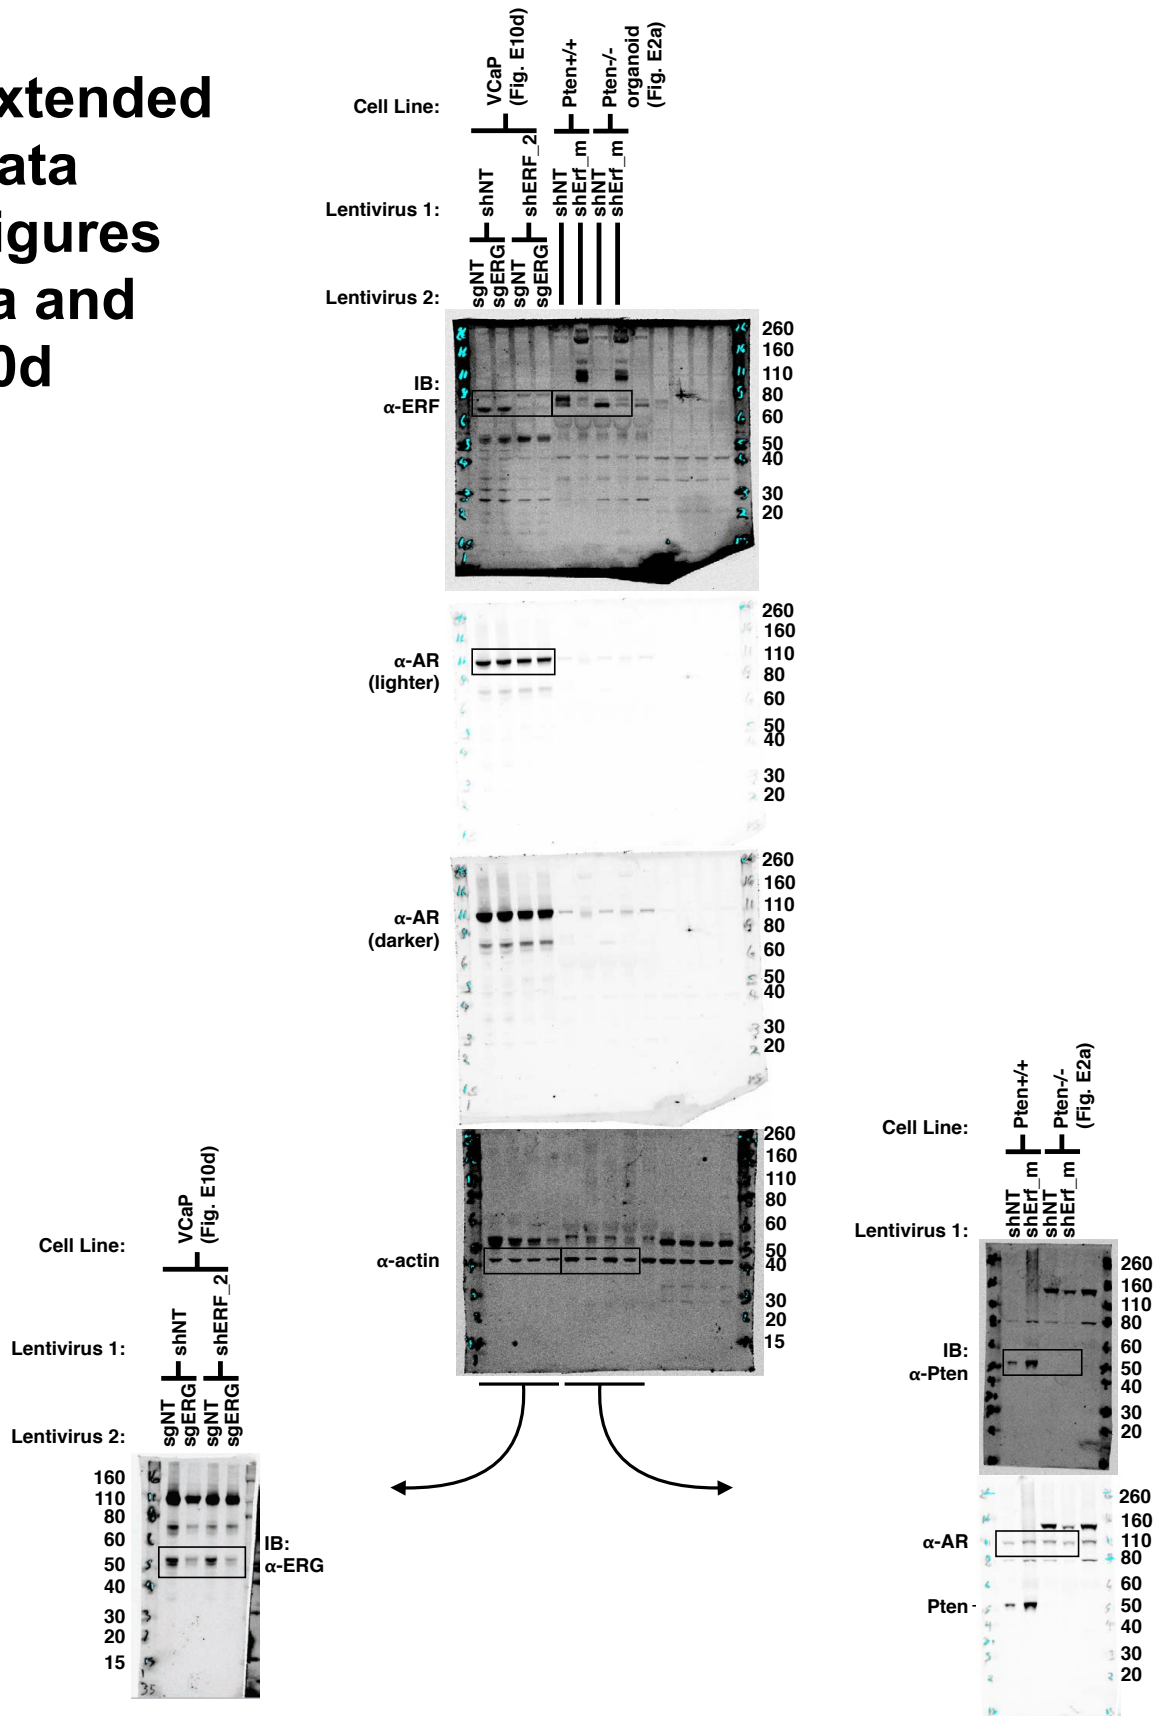 xtended
ata
igures
a and
0d
Cell Line:
VCaP
(Fig. E10d)
Pten+/+
Pten-/-
organoid
(Fig. E2a)
Lentivirus 1:
shNT
shERF_2
shNT
shErf_m
shNT
shErf_m
Lentivirus 2:
sgNT
sgERG
sgNT
sgERG
IB:
α-ERF
260
160
110
80
60
50
40
30
20
α-AR
(lighter)
260
160
110
80
60
50
40
30
20
α-AR
(darker)
260
160
110
80
60
50
40
30
20
α-actin
260
160
110
80
60
50
40
30
20
15
Cell Line:
VCaP
(Fig. E10d)
Lentivirus 1:
shNT
shERF_2
Lentivirus 2:
sgNT
sgERG
sgNT
sgERG
160
110
80
60
50
40
30
20
15
IB:
α-ERG
Cell Line:
Pten+/+
Pten-/-
(Fig. E2a)
Lentivirus 1:
shNT
shErf_m
shNT
shErf_m
IB:
α-Pten
260
160
110
80
60
50
40
30
20
α-AR
Pten -
260
160
110
80
60
50
40
30
20